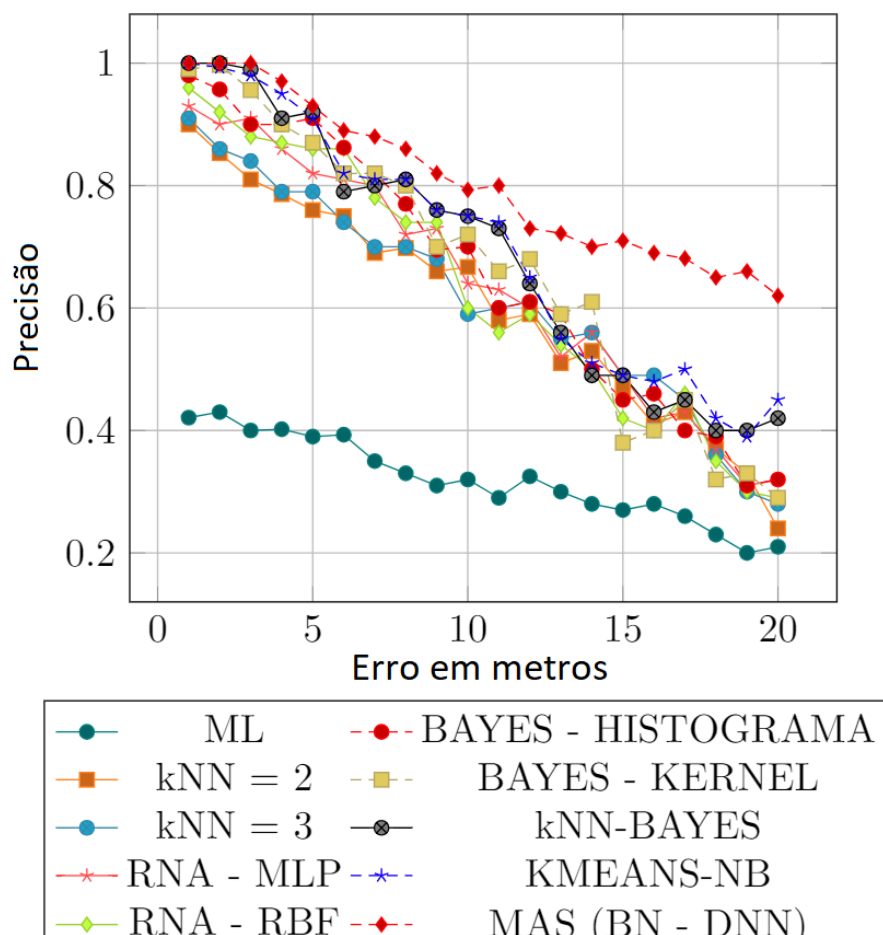 1
0.8
0.6
0.4
0.2
Precisão
0 5 10 15 20
Erro em metros
ML BAYES - HISTOGRAMA
kNN = 2 BAYES - KERNEL
kNN = 3 kNN-BAYES
RNA - MLP KMEANS-NB
RNA - RBF MAS (BN - DNN)